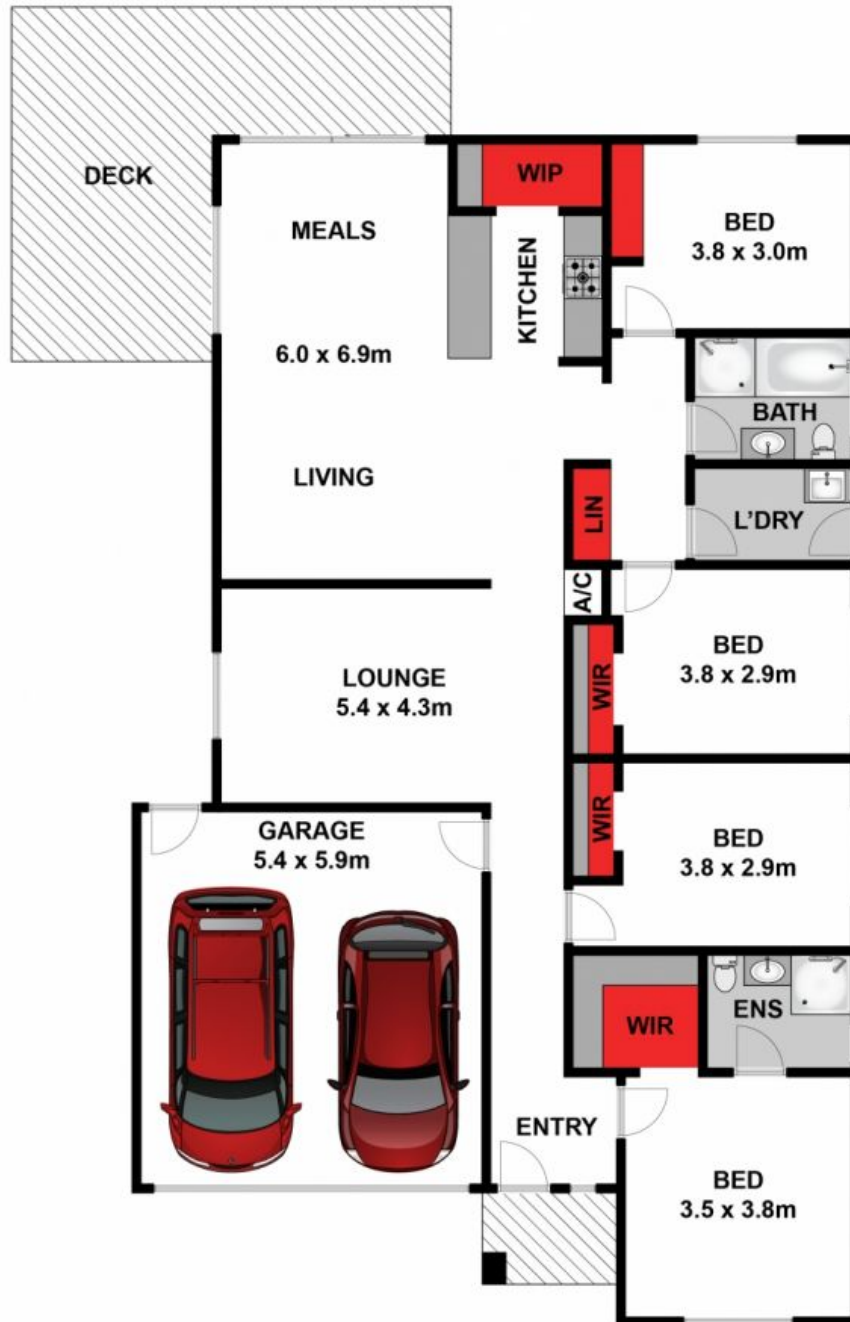 DECK
MEALS
6.0 x 6.9m
LIVING
WIP
KITCHEN
BED
3.8 x 3.0m
BATH
L'DRY
LIN
A/C
WIR
BED
3.8 x 2.9m
LOUNGE
5.4 x 4.3m
WIR
BED
3.8 x 2.9m
GARAGE
5.4 x 5.9m
WIR
ENS
ENTRY
BED
3.5 x 3.8m